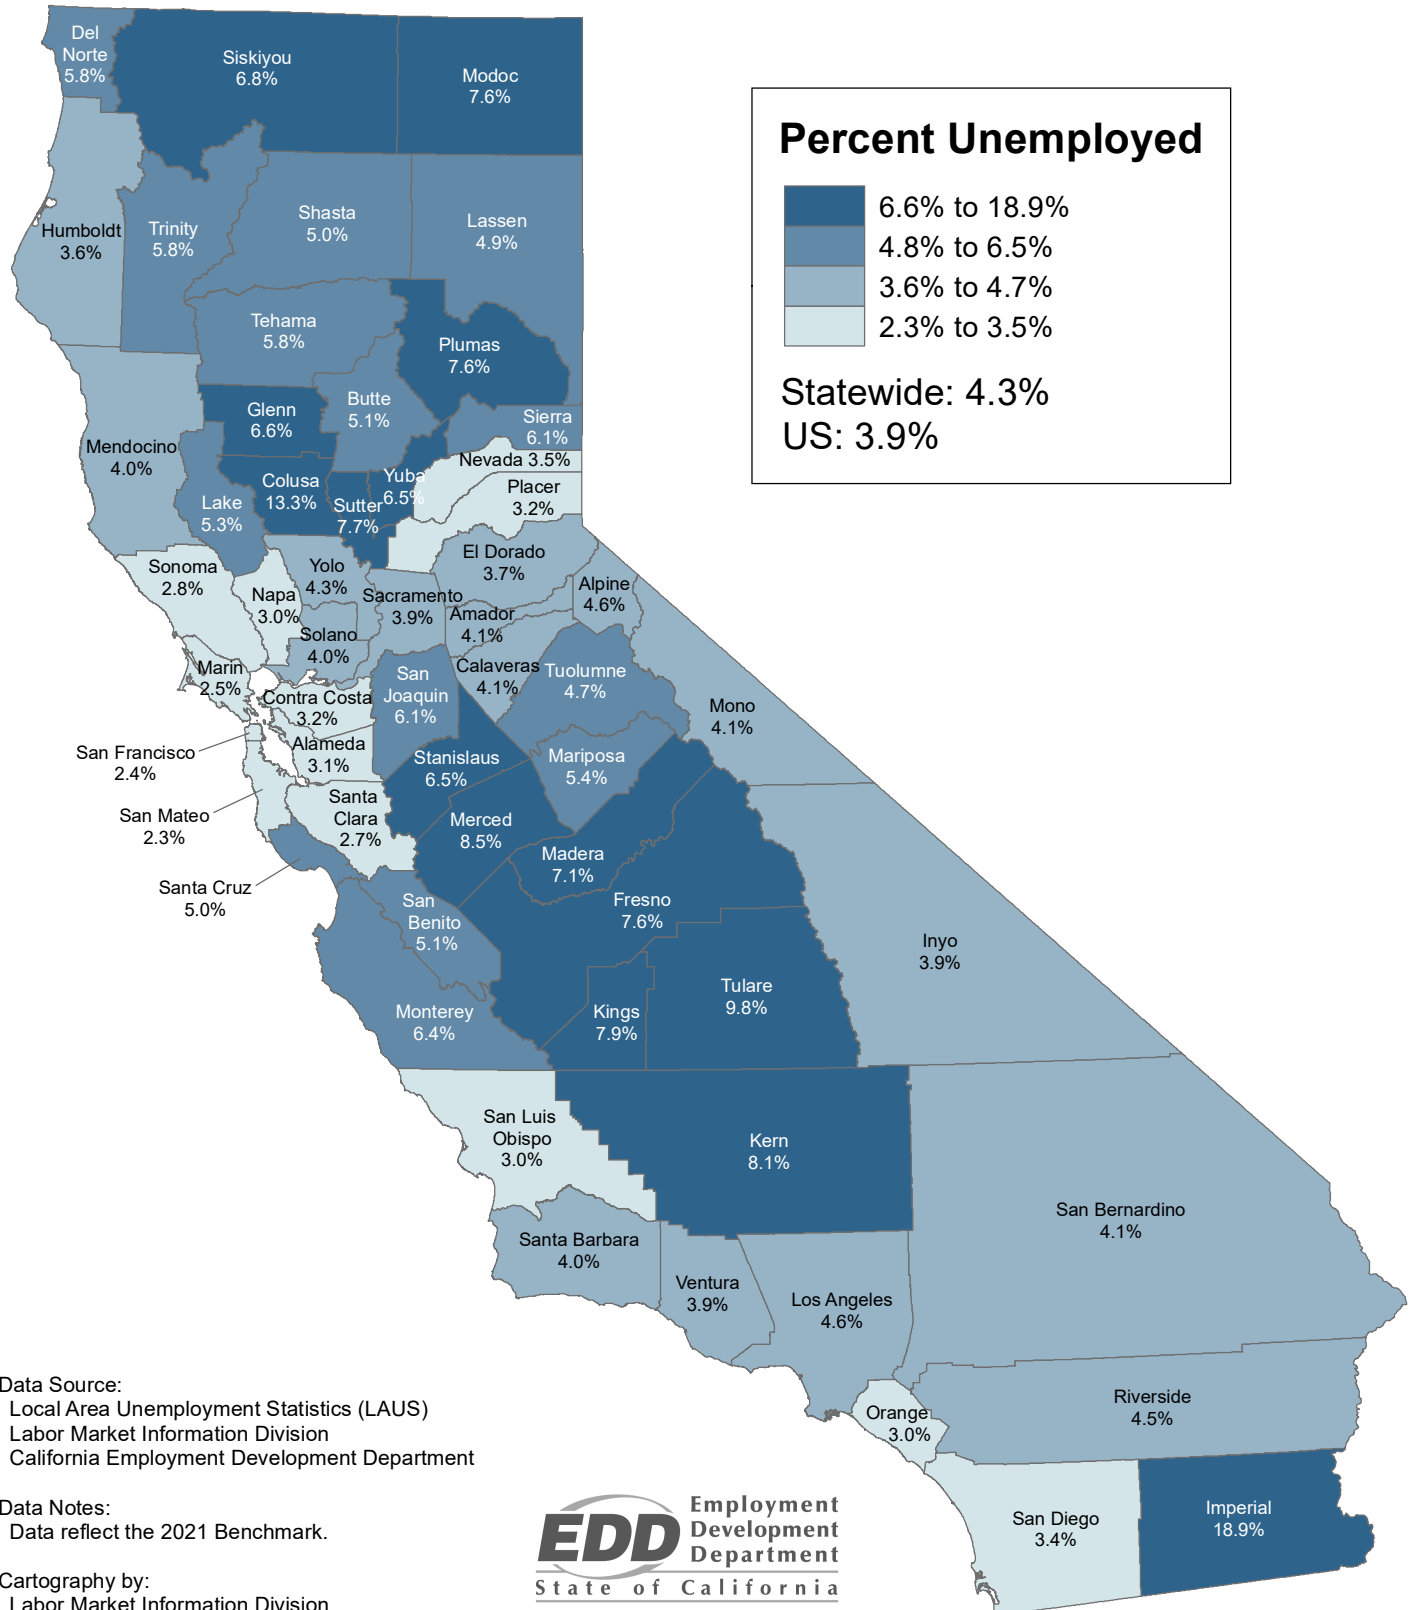 Del
Norte
5.8%
Siskiyou
6.8%
Modoc
7.6%
Percent Unemployed
6.6% to 18.9%
4.8% to 6.5%
3.6% to 4.7%
2.3% to 3.5%
Statewide: 4.3%
US: 3.9%
Humboldt
3.6%
Trinity
5.8%
Shasta
5.0%
Lassen
4.9%
Tehama
5.8%
Plumas
7.6%
Glenn
6.6%
Butte
5.1%
Sierra
6.1%
Mendocino
4.0%
Lake
5.3%
Colusa
13.3%
Sutter
7.7%
Yuba
6.5%
Nevada 3.5%
Placer
3.2%
Sonoma
2.8%
Napa
3.0%
Yolo
4.3%
Sacramento
3.9%
El Dorado
3.7%
Alpine
4.6%
Amador
4.1%
Solano
4.0%
Marin
2.5%
Contra Costa
3.2%
San
Joaquin
6.1%
Calaveras
4.1%
Tuolumne
4.7%
Mono
4.1%
San Francisco
2.4%
Alameda
3.1%
Stanislaus
6.5%
Mariposa
5.4%
San Mateo
2.3%
Santa
Clara
2.7%
Merced
8.5%
Madera
7.1%
Santa Cruz
5.0%
San
Benito
5.1%
Fresno
7.6%
Inyo
3.9%
Monterey
6.4%
Kings
7.9%
Tulare
9.8%
San Luis
Obispo
3.0%
Kern
8.1%
San Bernardino
4.1%
Santa Barbara
4.0%
Ventura
3.9%
Los Angeles
4.6%
Orange
3.0%
Riverside
4.5%
San Diego
3.4%
Imperial
18.9%
Data Source:
Local Area Unemployment Statistics (LAUS)
Labor Market Information Division
California Employment Development Department
Data Notes:
Data reflect the 2021 Benchmark.
Cartography by:
Labor Market Information Division
EDD
Employment
Development
Department
State of California